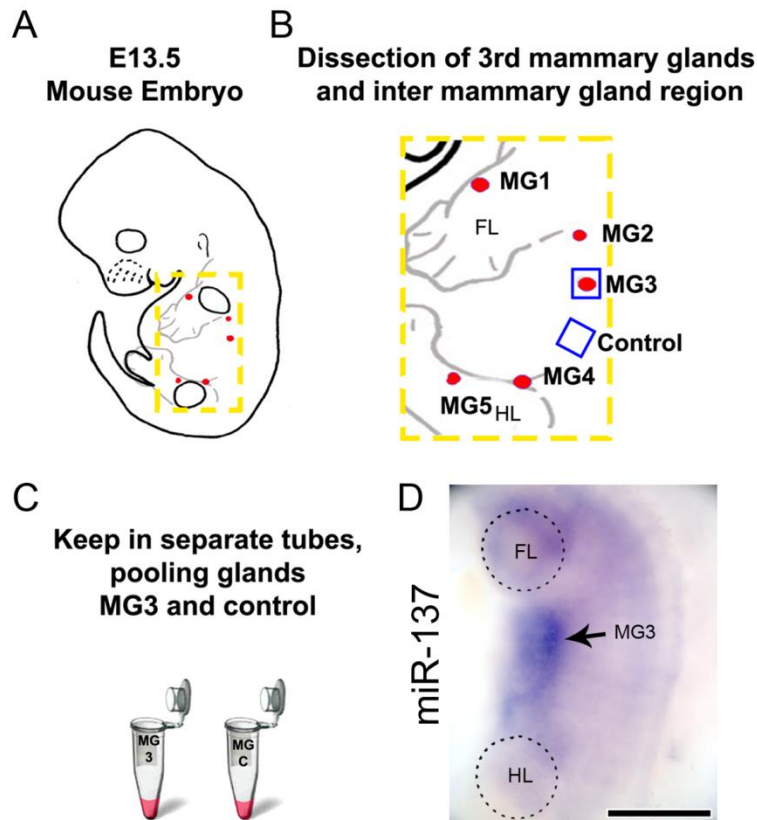 A
E13.5
Mouse Embryo
B
Dissection of 3rd mammary glands
and inter mammary gland region
MG1
FL
MG2
MG3
Control
MG4
MG5
HL
C
Keep in separate tubes,
pooling glands
MG3 and control
MG
3
MG
C
D
miR-137
FL
MG3
HL